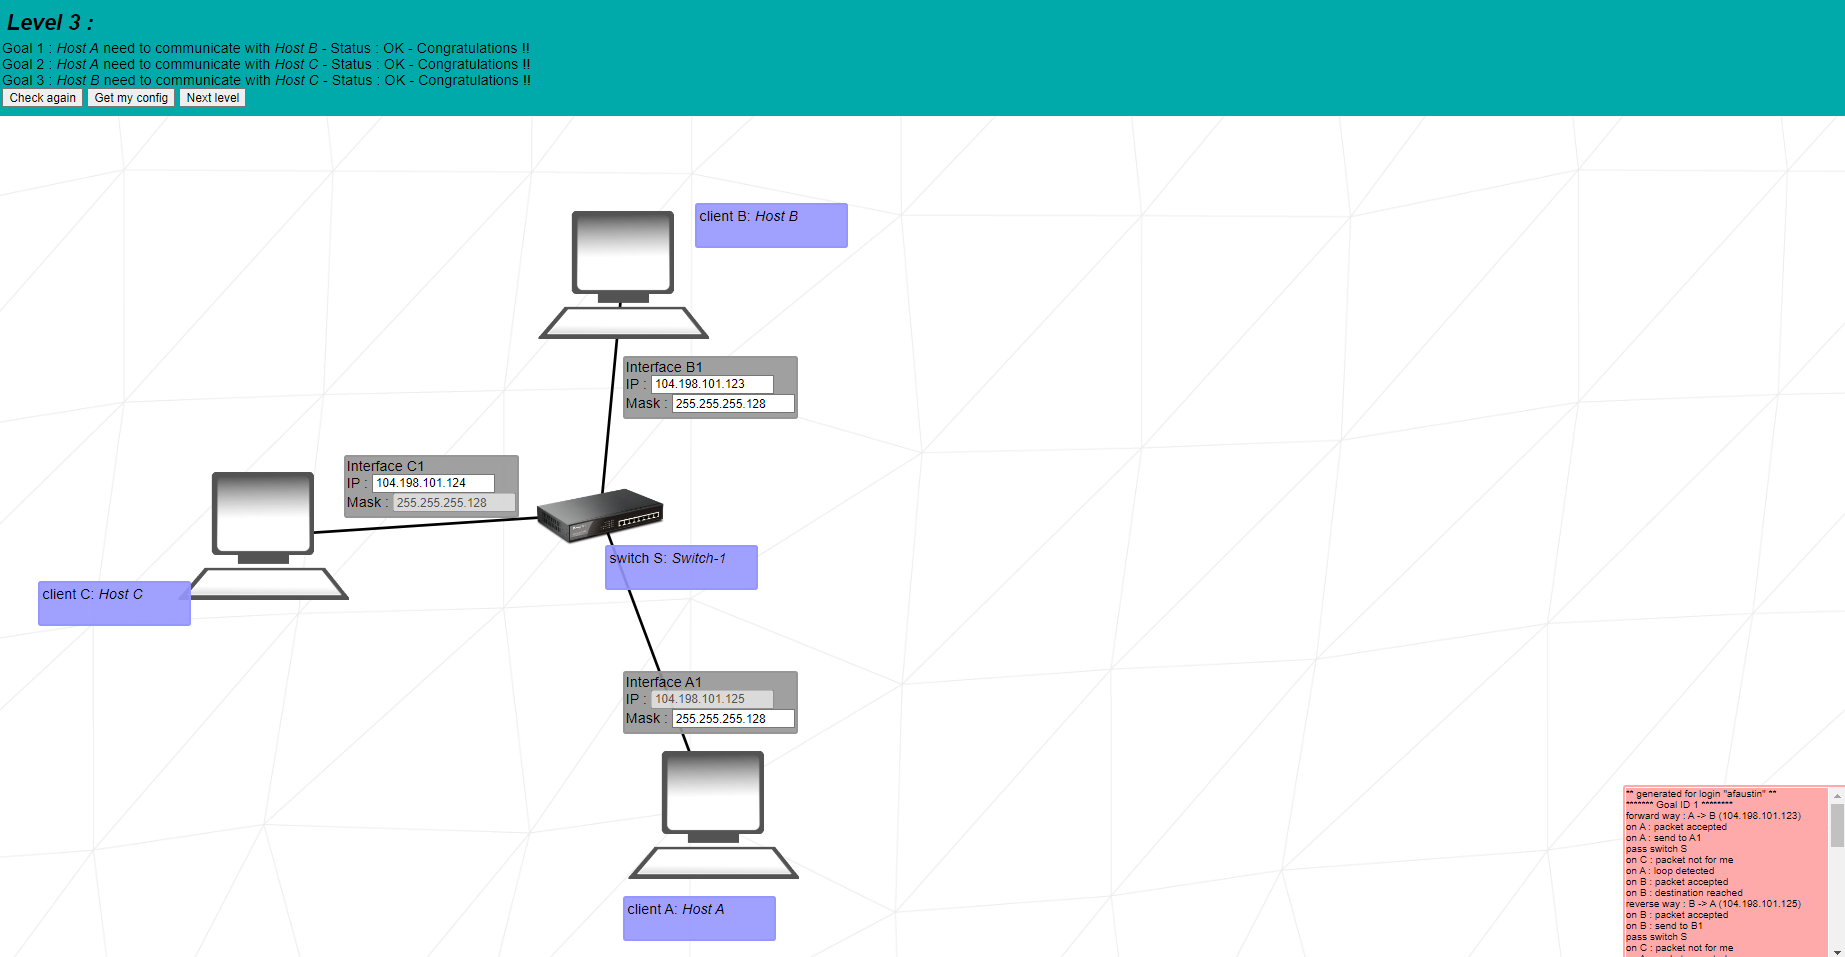 Level 3 :
Goal 1 : Host A need to communicate with Host B - Status : OK - Congratulations !!
Goal 2 : Host A need to communicate with Host C - Status : OK - Congratulations !!
Goal 3 : Host B need to communicate with Host C - Status : OK - Congratulations !!
Check again Get my config Next level
client B: Host B
Interface B1
IP : 104.198.101.123
Mask : 255.255.255.128
Interface C1
IP : 104.198.101.124
Mask : 255.255.255.128
switch S: Switch-1
client C: Host C
Interface A1
IP : 104.198.101.125
Mask : 255.255.255.128
client A: Host A
** generated for login "afaustin" **
******* Goal ID 1 ********
forward way : A -> B (104.198.101.123)
on A : packet accepted
on A : send to A1
pass switch S
on C : packet not for me
on A : loop detected
on B : packet accepted
on B : destination reached
reverse way : B -> A (104.198.101.125)
on B : packet accepted
on B : send to B1
pass switch S
on C : packet not for me